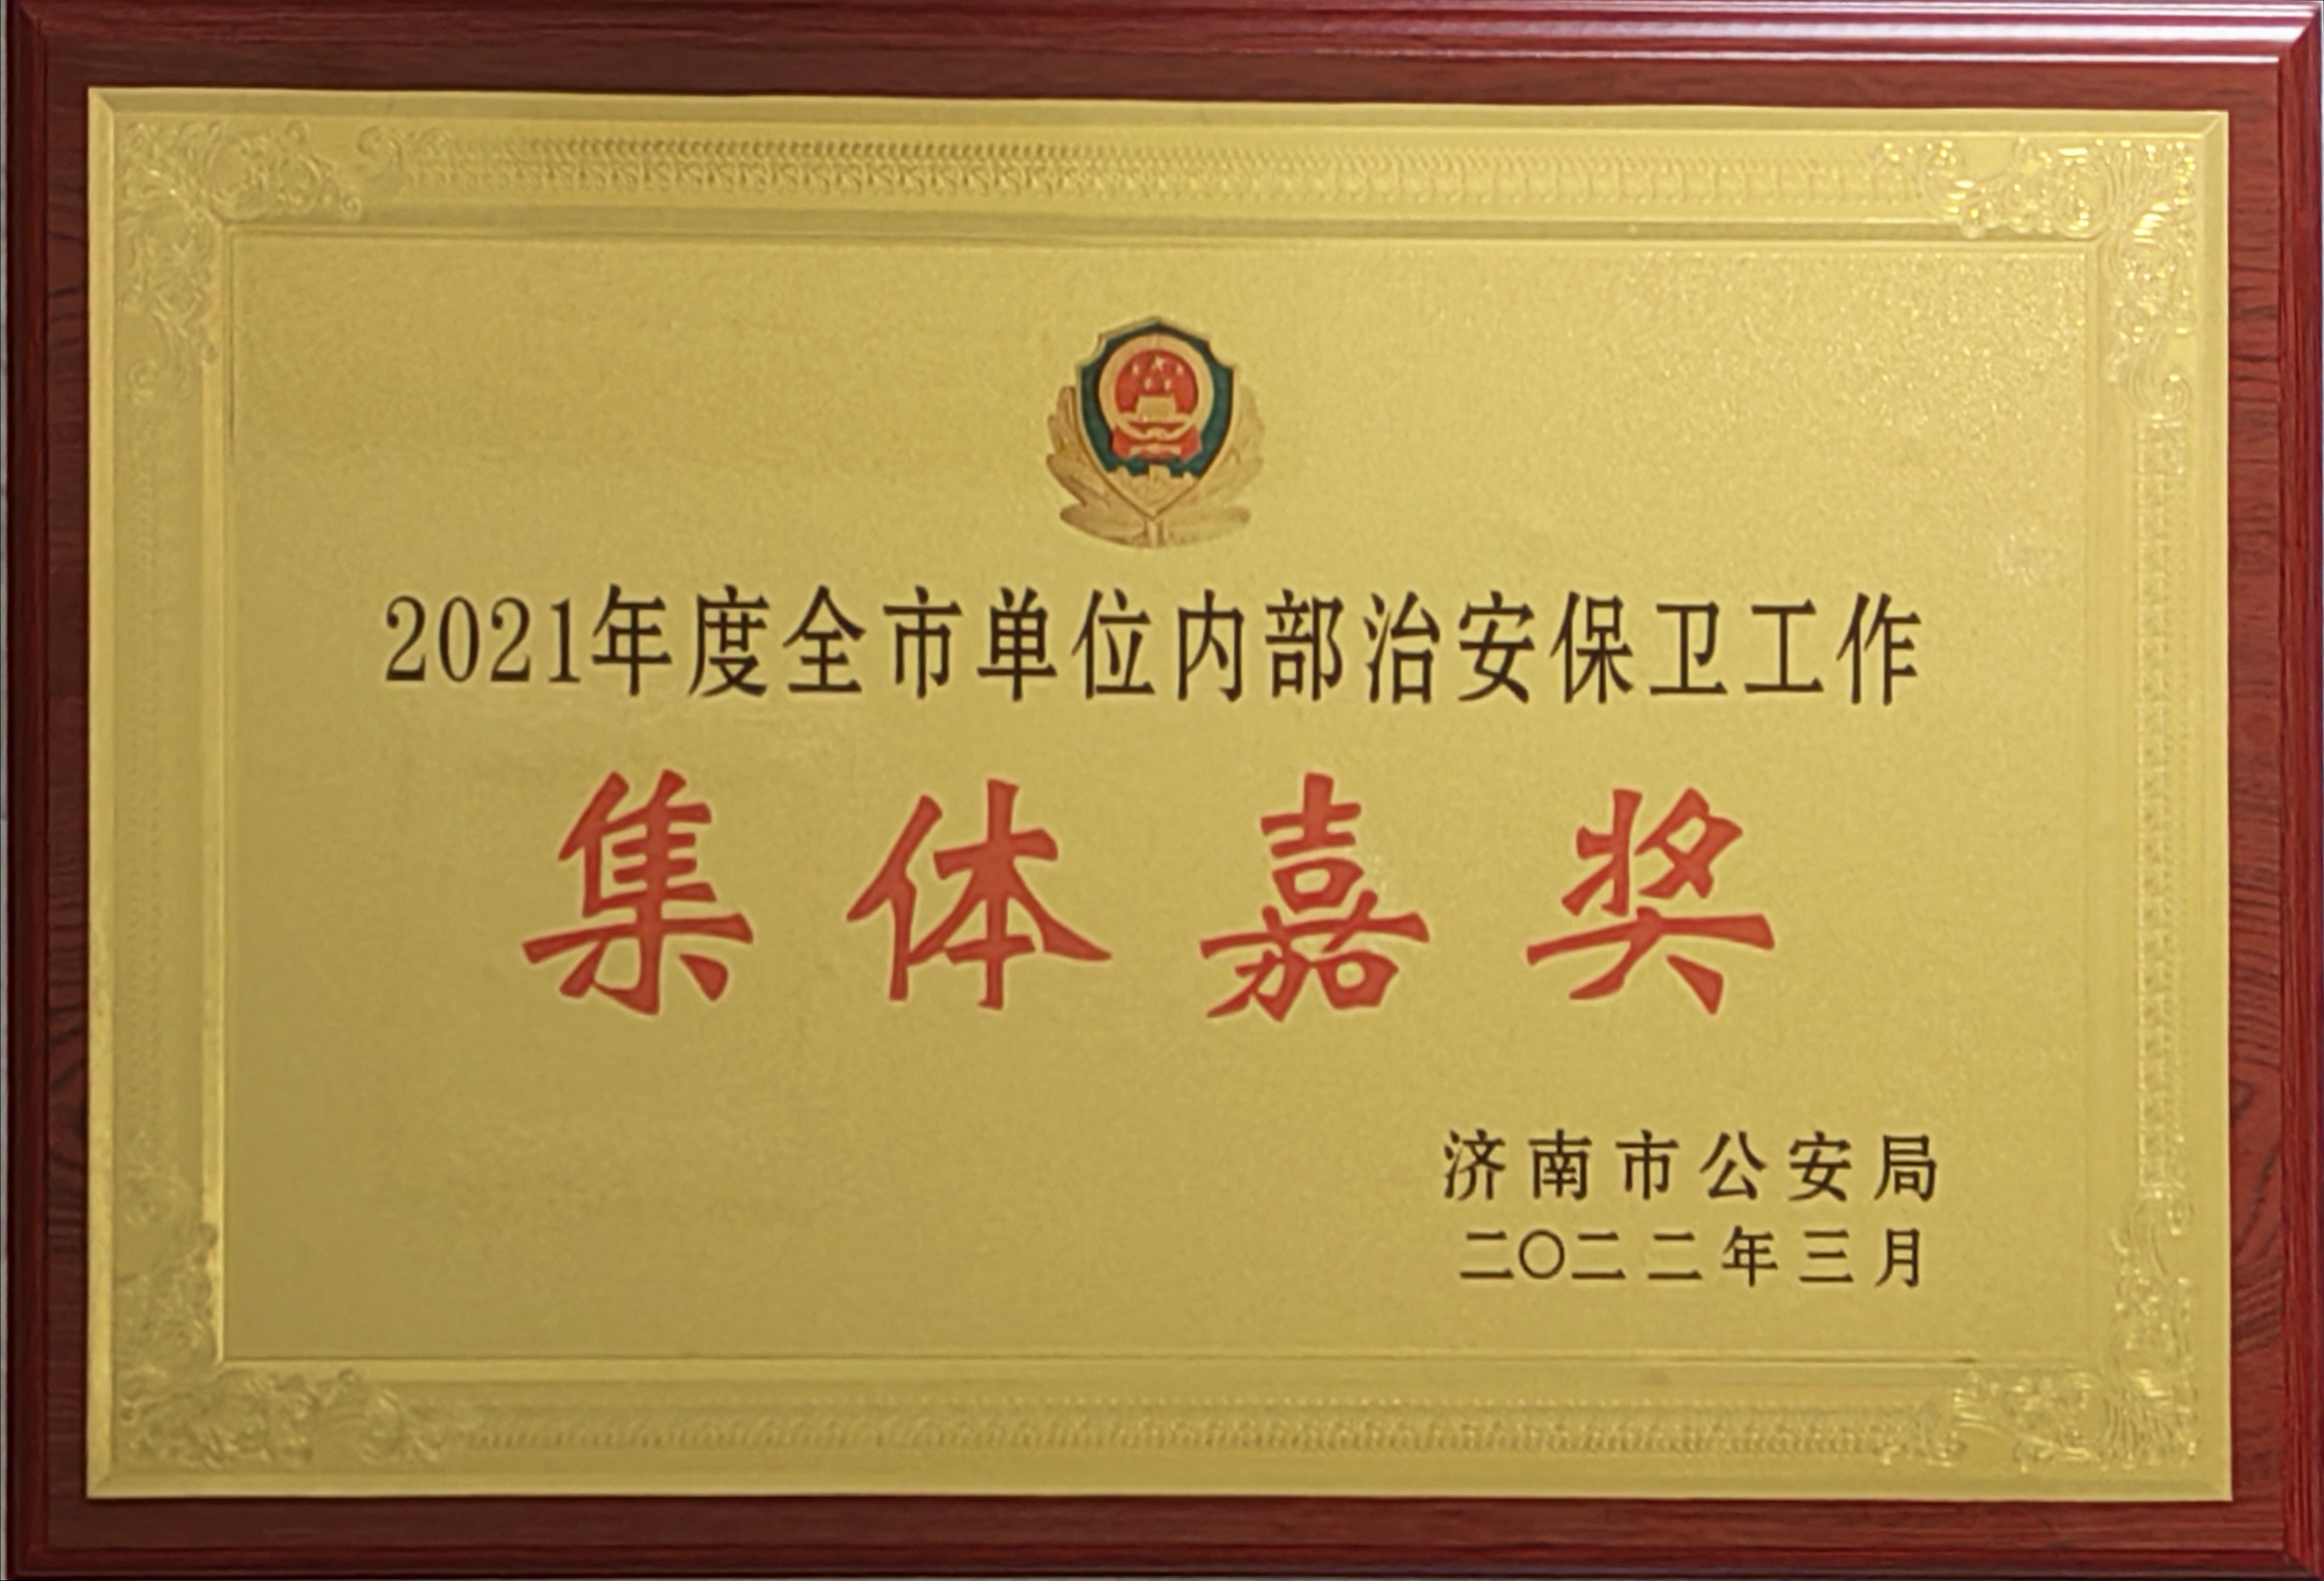 2021年度全市单位内部治安保卫工作
集体嘉奖
济南市公安局
二〇二二年三月